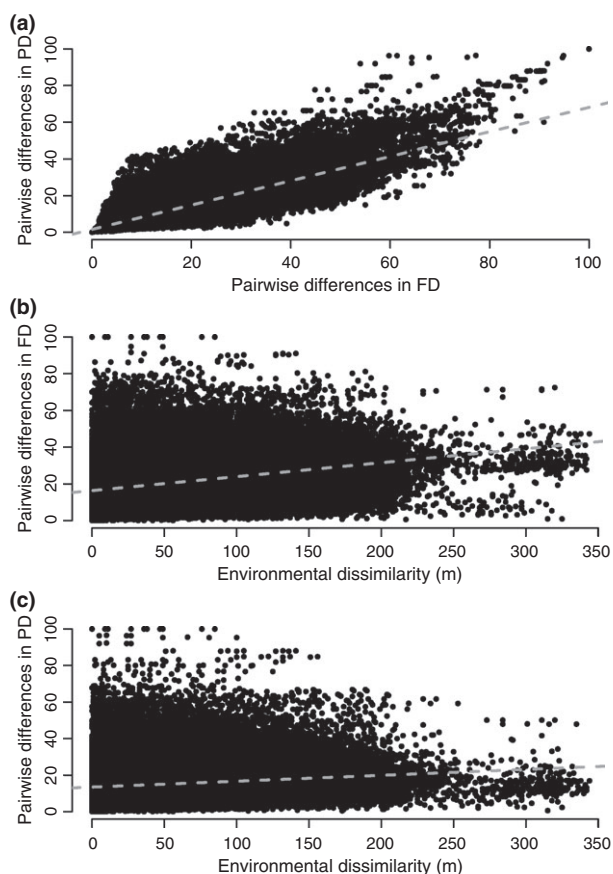 (a)
Pairwise differences in PD
0 20 40 60 80 100
0 20 40 60 80 100
Pairwise differences in FD
(b)
Pairwise differences in FD
0 20 40 60 80 100
0 50 100 150 200 250 300 350
Environmental dissimilarity (m)
(c)
Pairwise differences in PD
0 20 40 60 80 100
0 50 100 150 200 250 300 350
Environmental dissimilarity (m)